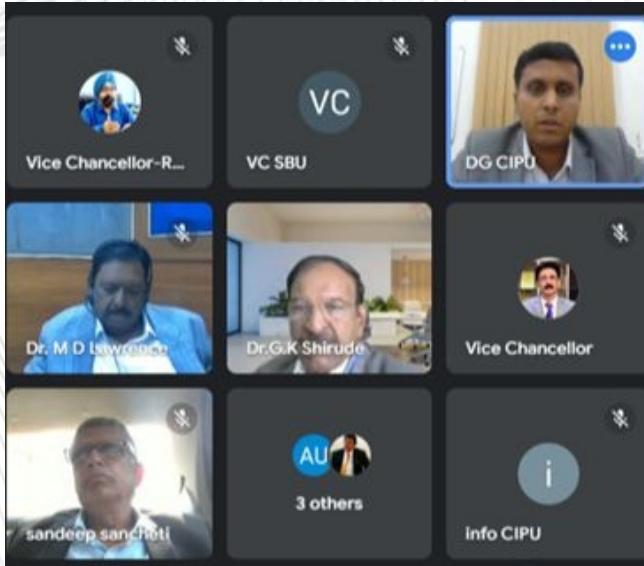 Vice Chancellor-R...
VC
VC SBU
DG CIPU
Dr. M D Lawrence
Dr.G.K Shirude
Vice Chancellor
sandeep sancheti
AU
3 others
i
info CIPU